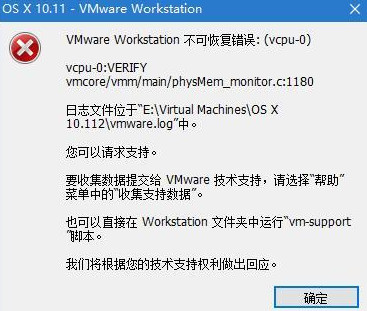 OS X 10.11 - VMware Workstation
VMware Workstation 不可恢复错误: (vcpu-0)
vcpu-0:VERIFY
vmcore/vmm/main/physMem_monitor.c:1180
日志文件位于“E:\Virtual Machines\OS X
10.112\vmware.log”中。
您可以请求支持。
要收集数据提交给 VMware 技术支持，请选择“帮助”
菜单中的“收集支持数据”。
也可以直接在 Workstation 文件夹中运行“vm-support
”脚本。
我们将根据您的技术支持权利做出回应。
确定